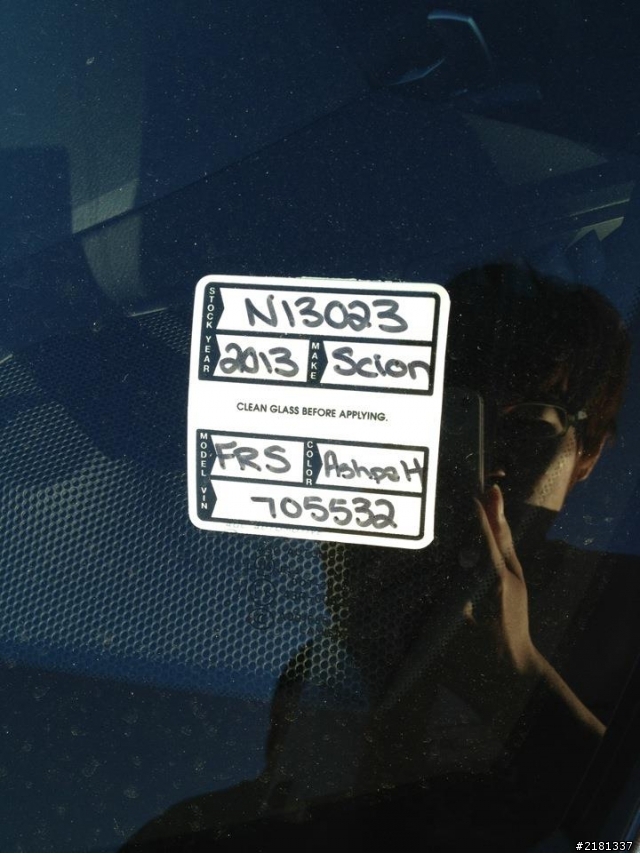 STOCK N13023
YEAR 2013 MAKE Scion
CLEAN GLASS BEFORE APPLYING.
MODEL FRS COLOR AshpaH
VIN 705532
#2181337